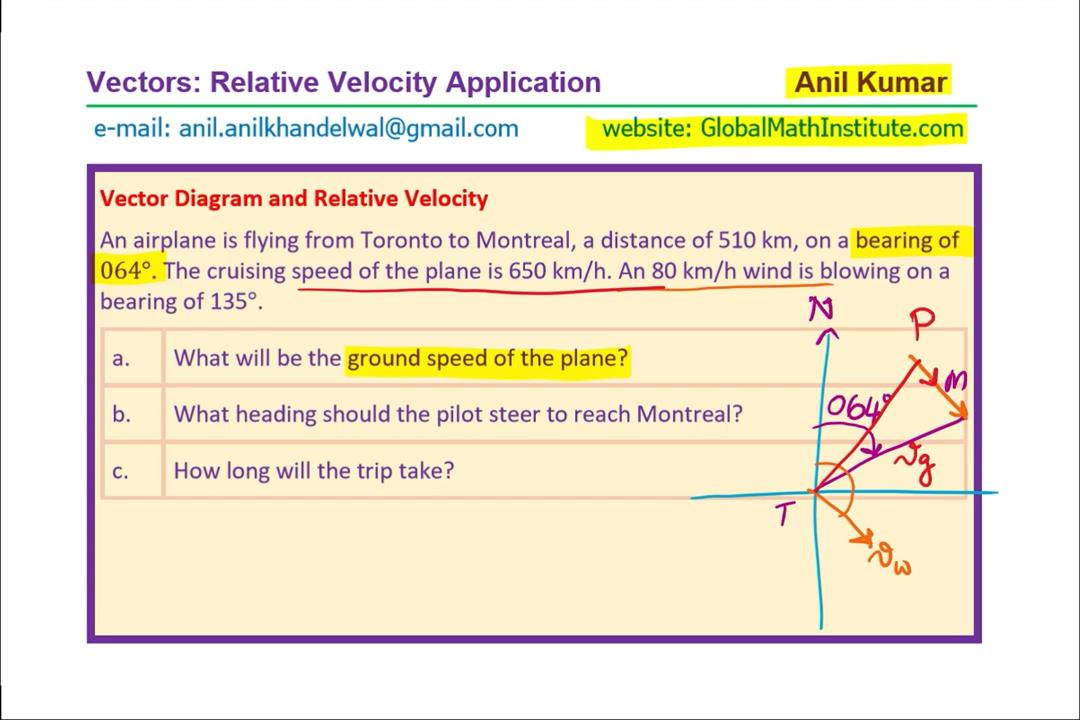 Vectors: Relative Velocity Application Anil Kumar
e-mail: anil.anilkhandelwal@gmail.com website: GlobalMathInstitute.com
Vector Diagram and Relative Velocity
An airplane is flying from Toronto to Montreal, a distance of 510 km, on a bearing of
064°. The cruising speed of the plane is 650 km/h. An 80 km/h wind is blowing on a
bearing of 135°.
a. What will be the ground speed of the plane?
b. What heading should the pilot steer to reach Montreal?
c. How long will the trip take?
N
P
M
064°
vg
T
vw